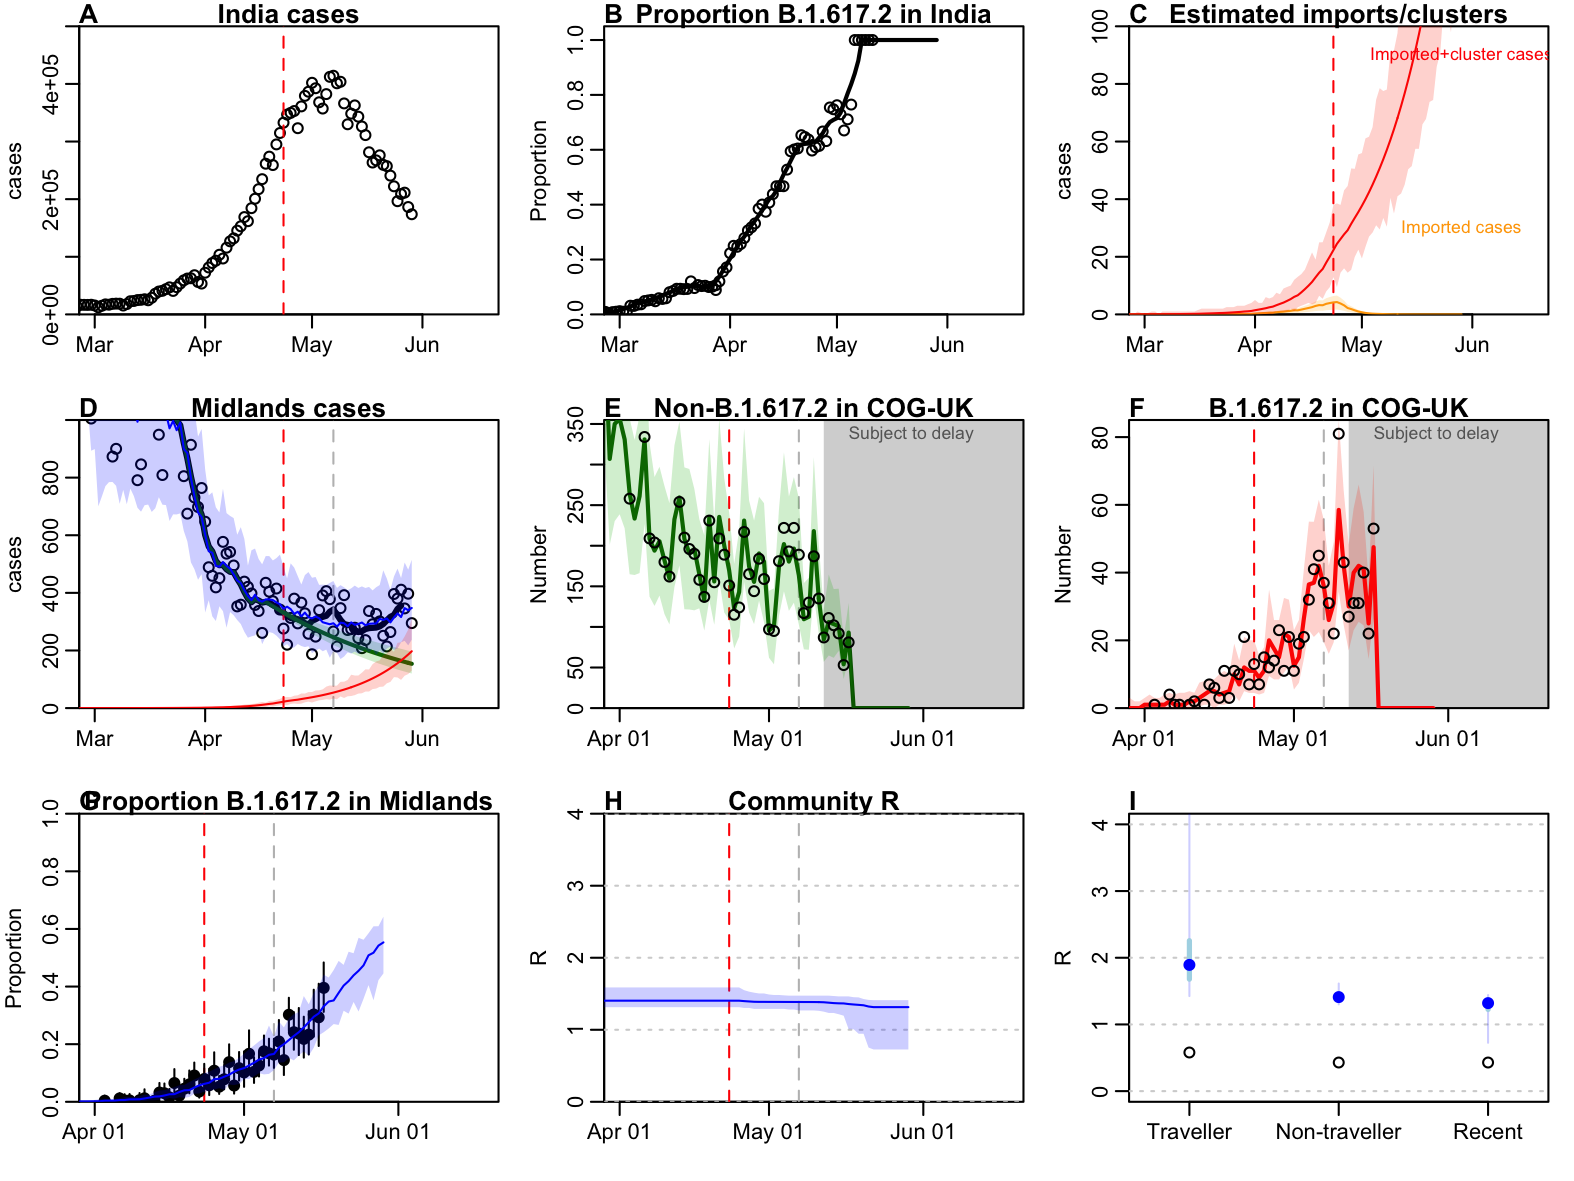 A India cases
cases
0e+00 2e+05 4e+05
Mar Apr May Jun
B Proportion B.1.617.2 in India
Proportion
0.0 0.2 0.4 0.6 0.8 1.0
Mar Apr May Jun
C Estimated imports/clusters
Imported+cluster cases
Imported cases
cases
0 20 40 60 80 100
Mar Apr May Jun
D Midlands cases
cases
0 200 400 600 800
Mar Apr May Jun
E Non-B.1.617.2 in COG-UK
Subject to delay
Number
0 50 150 250 350
Apr 01 May 01 Jun 01
F B.1.617.2 in COG-UK
Subject to delay
Number
0 20 40 60 80
Apr 01 May 01 Jun 01
G Proportion B.1.617.2 in Midlands
Proportion
0.0 0.2 0.4 0.6 0.8 1.0
Apr 01 May 01 Jun 01
H Community R
R
0 1 2 3 4
Apr 01 May 01 Jun 01
I
R
0 1 2 3 4
Traveller Non-traveller Recent